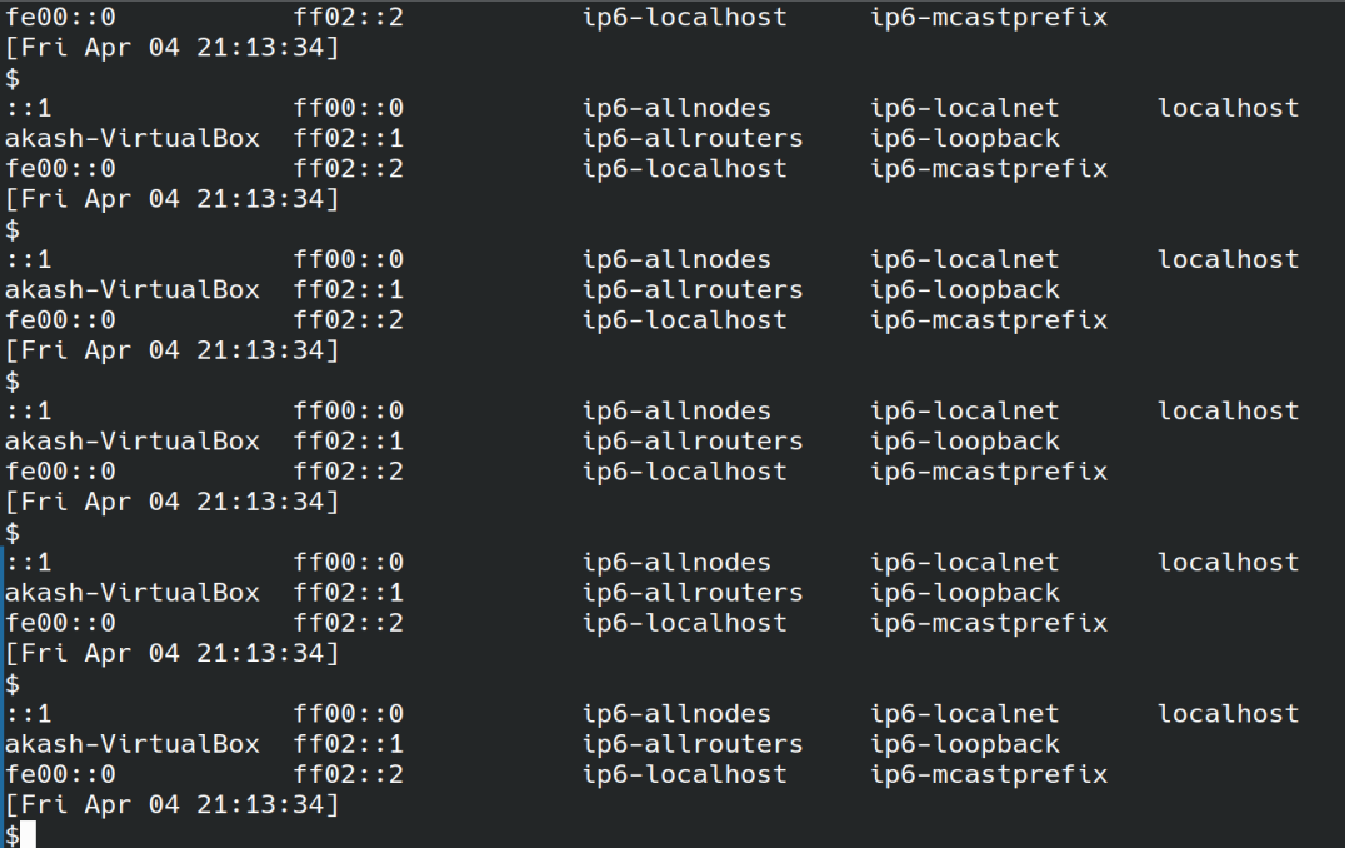 fe00::0 ff02::2 ip6-localhost ip6-mcastprefix
[Fri Apr 04 21:13:34]
$
::1 ff00::0 ip6-allnodes ip6-localnet localhost
akash-VirtualBox ff02::1 ip6-allrouters ip6-loopback
fe00::0 ff02::2 ip6-localhost ip6-mcastprefix
[Fri Apr 04 21:13:34]
$
::1 ff00::0 ip6-allnodes ip6-localnet localhost
akash-VirtualBox ff02::1 ip6-allrouters ip6-loopback
fe00::0 ff02::2 ip6-localhost ip6-mcastprefix
[Fri Apr 04 21:13:34]
$
::1 ff00::0 ip6-allnodes ip6-localnet localhost
akash-VirtualBox ff02::1 ip6-allrouters ip6-loopback
fe00::0 ff02::2 ip6-localhost ip6-mcastprefix
[Fri Apr 04 21:13:34]
$
::1 ff00::0 ip6-allnodes ip6-localnet localhost
akash-VirtualBox ff02::1 ip6-allrouters ip6-loopback
fe00::0 ff02::2 ip6-localhost ip6-mcastprefix
[Fri Apr 04 21:13:34]
$
::1 ff00::0 ip6-allnodes ip6-localnet localhost
akash-VirtualBox ff02::1 ip6-allrouters ip6-loopback
fe00::0 ff02::2 ip6-localhost ip6-mcastprefix
[Fri Apr 04 21:13:34]
$